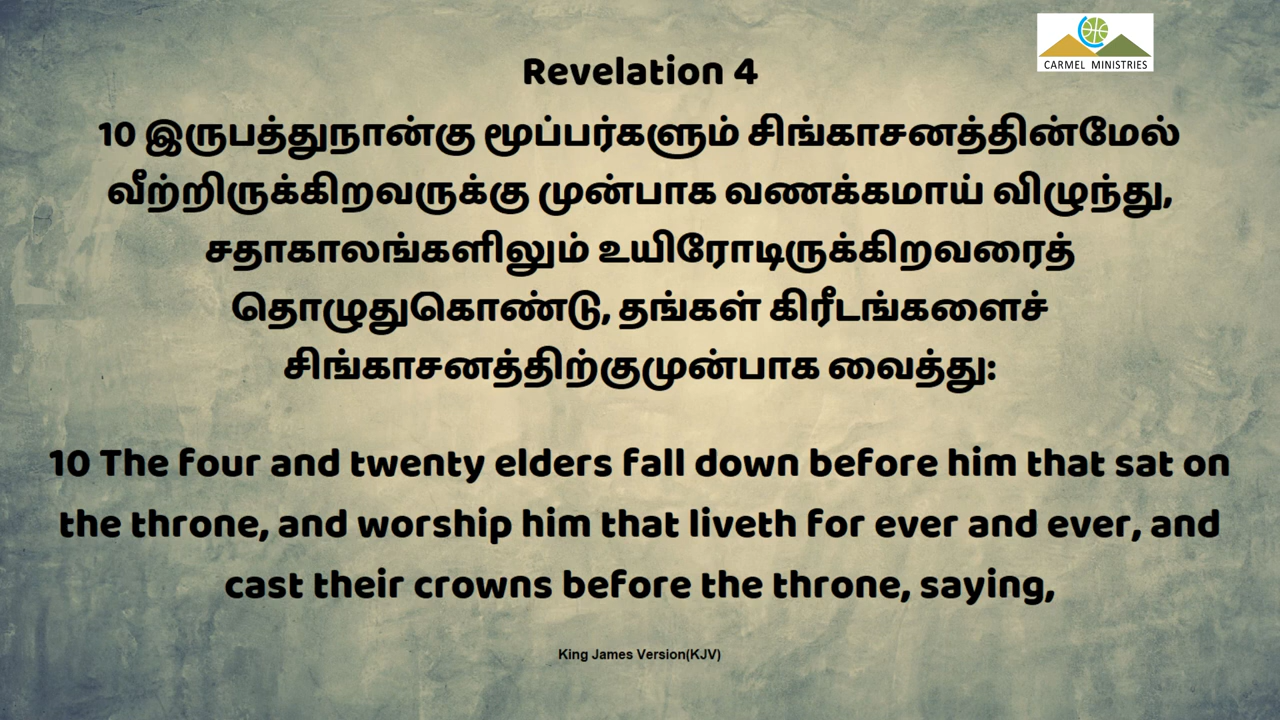 CARMEL MINISTRIES
Revelation 4
10 இருபத்துநான்கு மூப்பர்களும் சிங்காசனத்தின்மேல்
வீற்றிருக்கிறவருக்கு முன்பாக வணக்கமாய் விழுந்து,
சதாகாலங்களிலும் உயிரோடிருக்கிறவரைத்
தொழுதுகொண்டு, தங்கள் கிரீடங்களைச்
சிங்காசனத்திற்குமுன்பாக வைத்து:
10 The four and twenty elders fall down before him that sat on
the throne, and worship him that liveth for ever and ever, and
cast their crowns before the throne, saying,
King James Version(KJV)